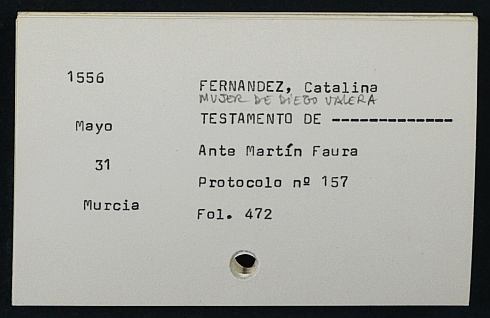 1556
FERNANDEZ, Catalina
MUJER DE DIEGO VALERA
Mayo
TESTAMENTO DE -------------
31
Ante Martín Faura
Protocolo nº 157
Murcia
Fol. 472